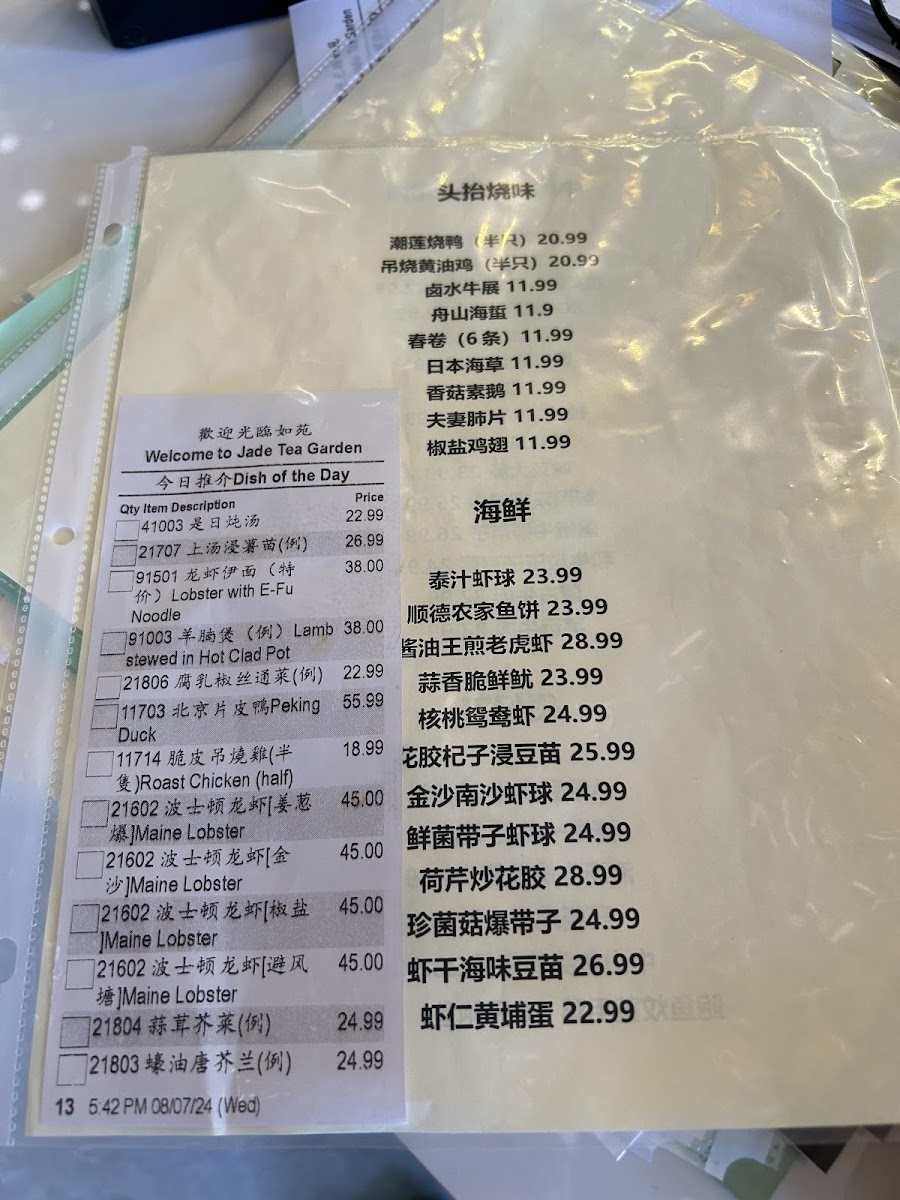 头抬烧味
潮莲烧鸭（半只）20.99
吊烧黄油鸡（半只）20.99
卤水牛展 11.99
舟山海蜇 11.9
春卷（6 条）11.99
日本海草 11.99
香菇素鹅 11.99
夫妻肺片 11.99
椒盐鸡翅 11.99
海鲜
泰汁虾球 23.99
顺德农家鱼饼 23.99
酱油王煎老虎虾 28.99
蒜香脆鲜鱿 23.99
核桃鸳鸯虾 24.99
花胶杞子浸豆苗 25.99
金沙南沙虾球 24.99
鲜菌带子虾球 24.99
荷芹炒花胶 28.99
珍菌菇爆带子 24.99
虾干海味豆苗 26.99
虾仁黄埔蛋 22.99
歡迎光臨如苑
Welcome to Jade Tea Garden
今日推介Dish of the Day
Qty Item Description Price
41003 是日炖汤 22.99
21707 上汤浸薯苗(例) 26.99
91501 龙虾伊面（特 38.00
价）Lobster with E-Fu
Noodle
91003 羊腩煲（例）Lamb 38.00
stewed in Hot Clad Pot
21806 腐乳椒丝通菜(例) 22.99
11703 北京片皮鴨Peking 55.99
Duck
11714 脆皮吊燒雞(半 18.99
隻)Roast Chicken (half)
21602 波士顿龙虾[姜葱 45.00
爆]Maine Lobster
21602 波士顿龙虾[金 45.00
沙]Maine Lobster
21602 波士顿龙虾[椒盐 45.00
]Maine Lobster
21602 波士顿龙虾[避风 45.00
塘]Maine Lobster
21804 蒜茸芥菜(例) 24.99
21803 蠔油唐芥兰(例) 24.99
13 5:42 PM 08/07/24 (Wed)